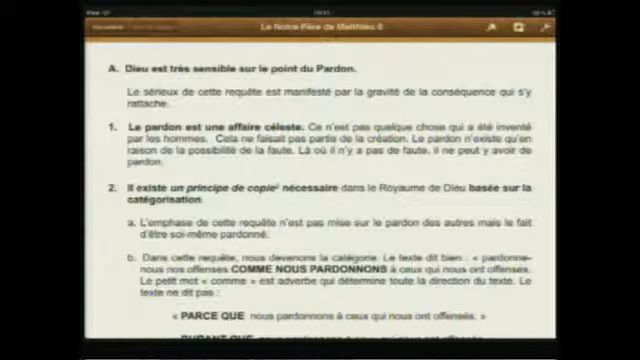 Le Notre Père de Matthieu 6
A. Dieu est très sensible sur le point du Pardon.
Le sérieux de cette requête est manifesté par la gravité de la conséquence qui s'y
rattache.
1. Le pardon est une affaire céleste. Ce n'est pas quelque chose qui a été inventé
par les hommes. Cela ne faisait pas partie de la création. Le pardon n'existe qu'en
raison de la possibilité de la faute. Là où il n'y a pas de faute, il ne peut y avoir de
pardon.
2. Il existe un principe de copie nécessaire dans le Royaume de Dieu basée sur la
catégorisation.
a. L'emphase de cette requête n'est pas mise sur le pardon des autres mais le fait
d'être soi-même pardonné.
b. Dans cette requête, nous devenons la catégorie. Le texte dit bien : « pardonne-
nous nos offenses COMME NOUS PARDONNONS à ceux qui nous ont offensés.
Le petit mot « comme » est adverbe qui détermine toute la direction du texte. Le
texte ne dit pas :
« PARCE QUE nous pardonnons à ceux qui nous ont offensés. »